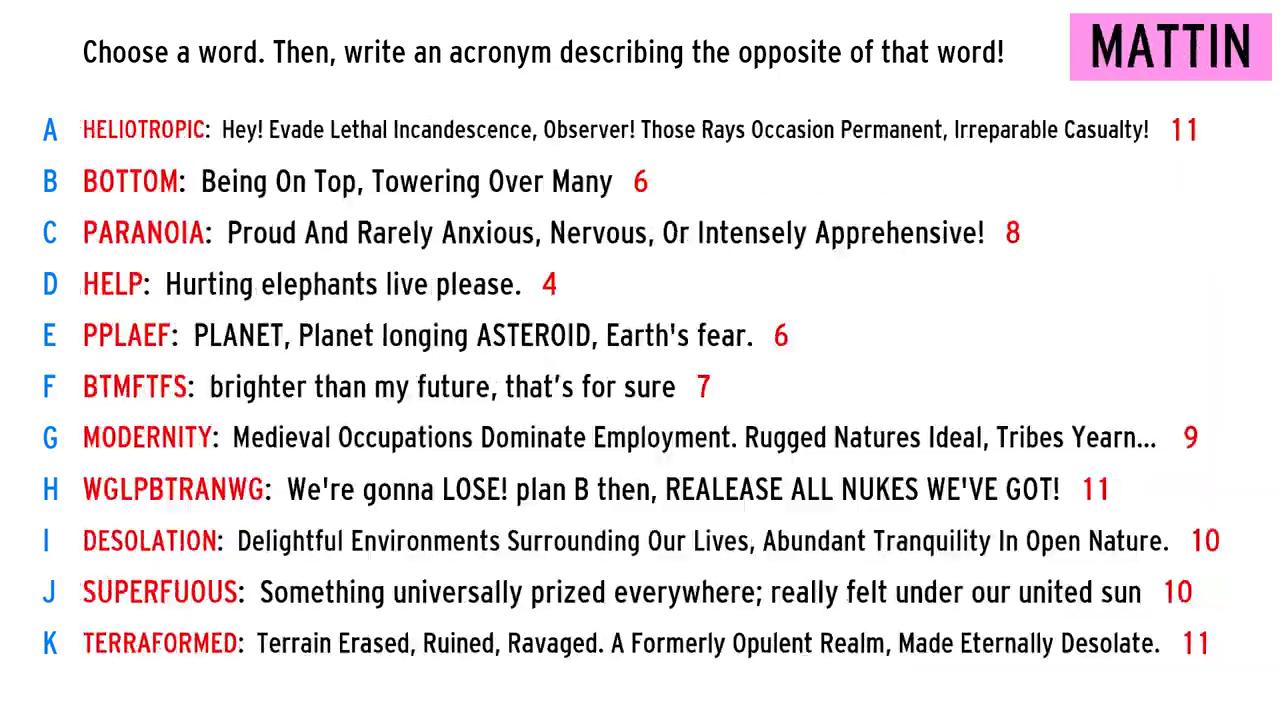 Choose a word. Then, write an acronym describing the opposite of that word!
MATTIN
A HELIOTROPIC: Hey! Evade Lethal Incandescence, Observer! Those Rays Occasion Permanent, Irreparable Casualty! 11
B BOTTOM: Being On Top, Towering Over Many 6
C PARANOIA: Proud And Rarely Anxious, Nervous, Or Intensely Apprehensive! 8
D HELP: Hurting elephants live please. 4
E PPLAEF: PLANET, Planet longing ASTEROID, Earth's fear. 6
F BTMFTFS: brighter than my future, that’s for sure 7
G MODERNITY: Medieval Occupations Dominate Employment. Rugged Natures Ideal, Tribes Yearn... 9
H WGLPBTRANWG: We're gonna LOSE! plan B then, REALEASE ALL NUKES WE'VE GOT! 11
I DESOLATION: Delightful Environments Surrounding Our Lives, Abundant Tranquility In Open Nature. 10
J SUPERFUOUS: Something universally prized everywhere; really felt under our united sun 10
K TERRAFORMED: Terrain Erased, Ruined, Ravaged. A Formerly Opulent Realm, Made Eternally Desolate. 11